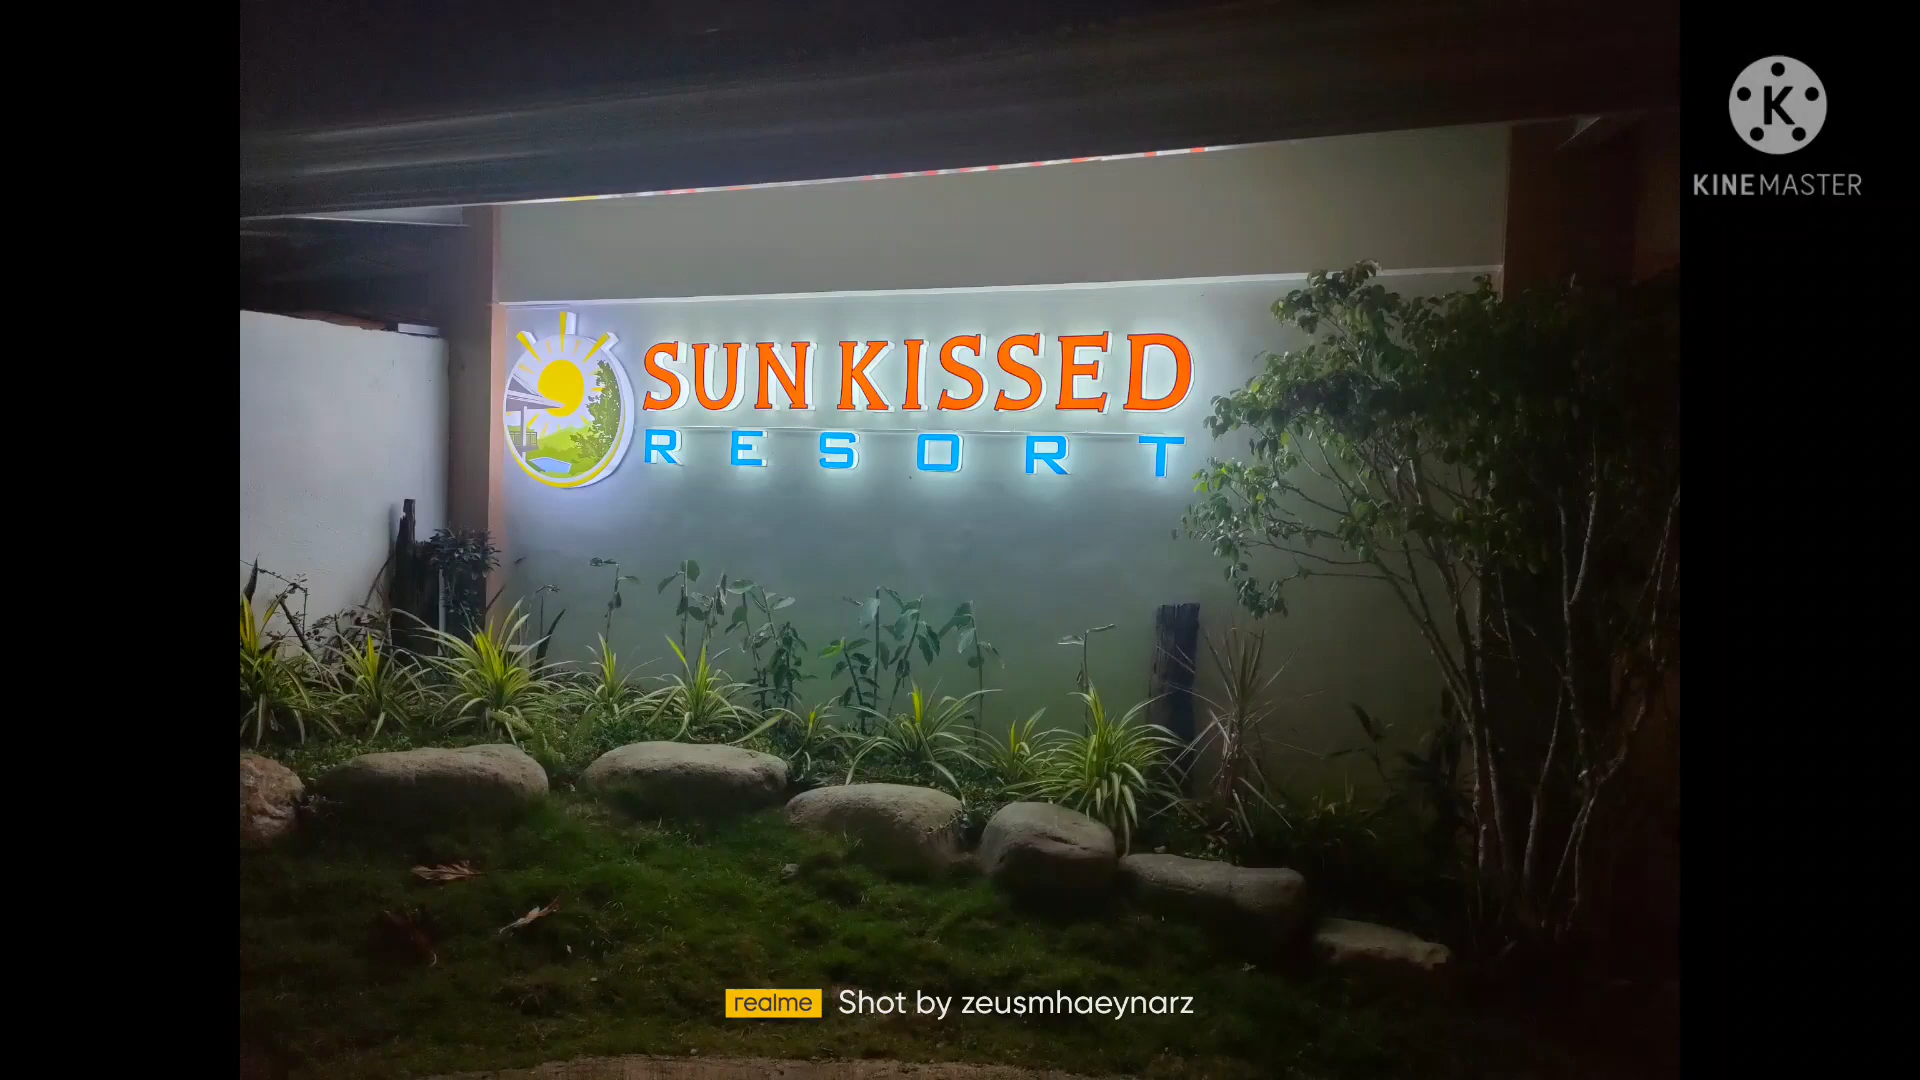 K
KINEMASTER
SUN KISSED
RESORT
realme Shot by zeusmhaeynarz